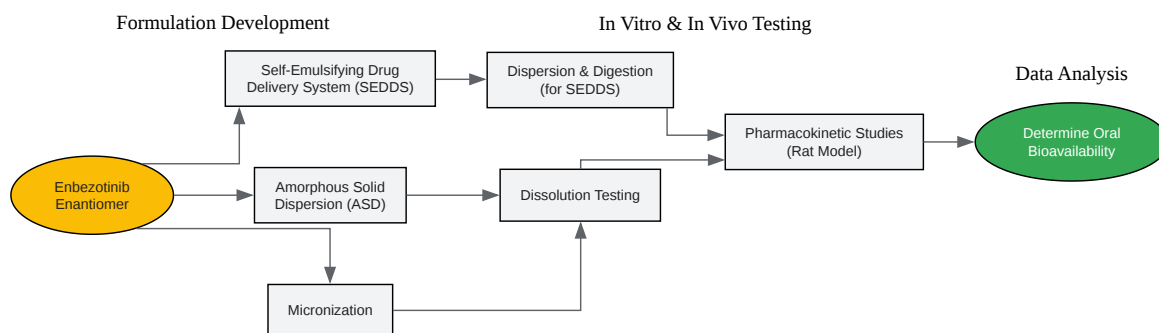 Formulation Development
In Vitro & In Vivo Testing
Data Analysis
Self-Emulsifying Drug
Delivery System (SEDDS)
Dispersion & Digestion
(for SEDDS)
Pharmacokinetic Studies
(Rat Model)
Determine Oral
Bioavailability
Enbezotinib
Enantiomer
Amorphous Solid
Dispersion (ASD)
Dissolution Testing
Micronization